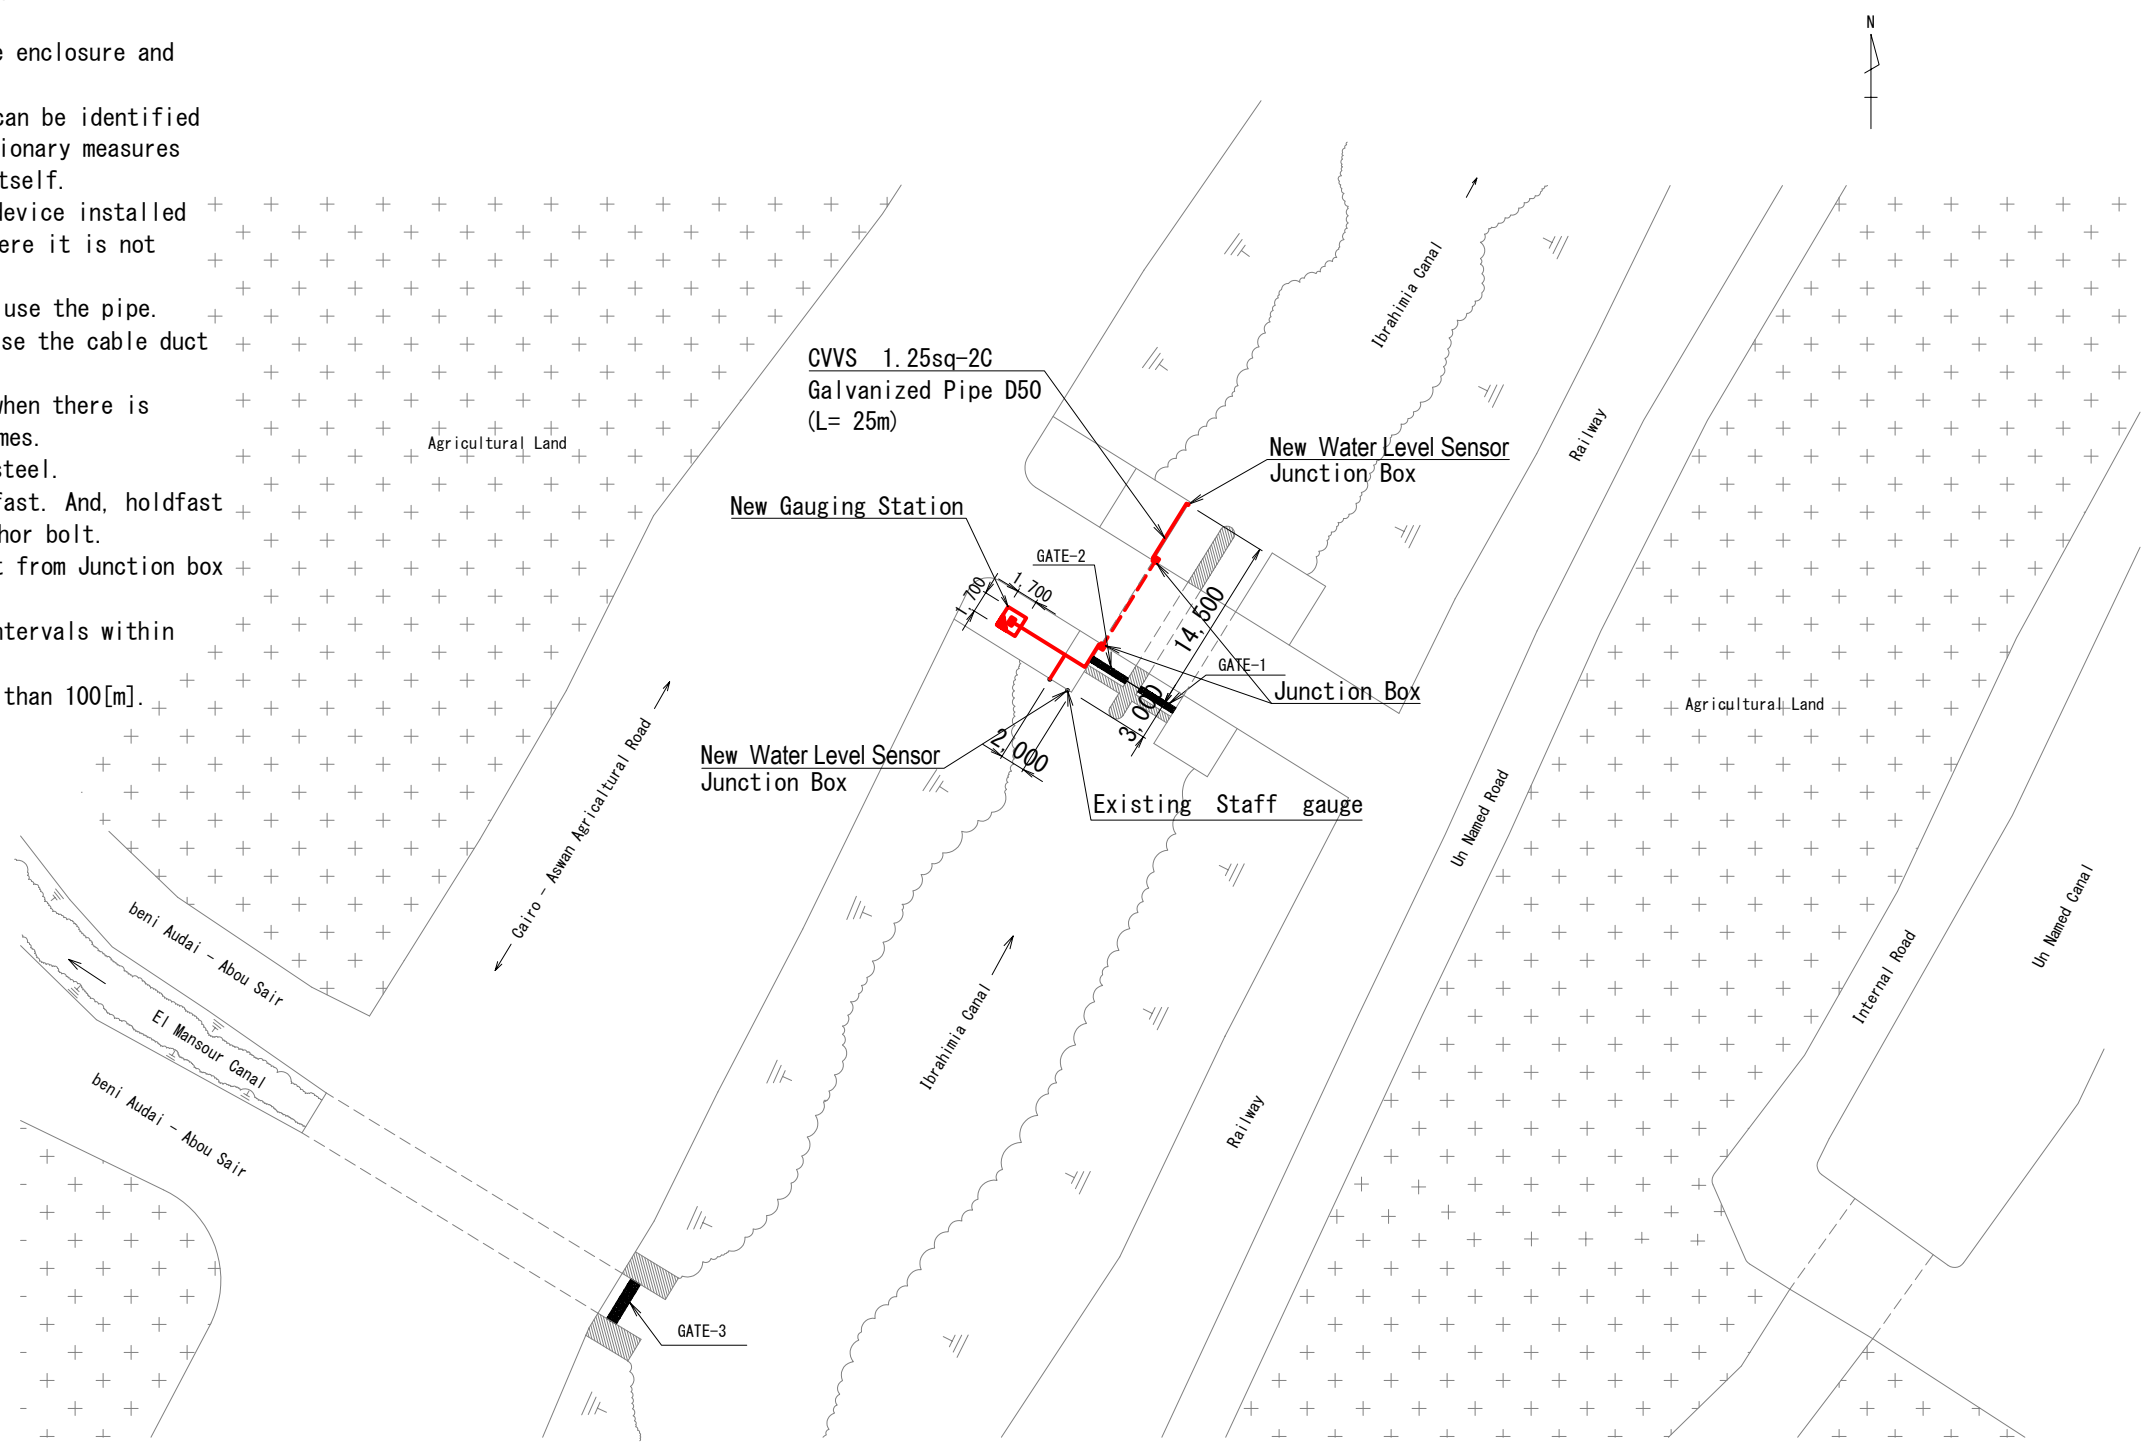 N
e enclosure and
can be identified
tionary measures
itself.
device installed
ere it is not
use the pipe.
se the cable duct
when there is
mes.
steel.
fast. And, holdfast
hor bolt.
t from Junction box
ntervals within
than 100[m].
Agricultural Land
CVVS 1.25sq-2C
Galvanized Pipe D50
(L= 25m)
Ibrahimia Canal
Railway
New Water Level Sensor
Junction Box
New Gauging Station
GATE-2
1,700
1,700
14,500
GATE-1
Junction Box
3,000
2,000
New Water Level Sensor
Junction Box
Existing Staff gauge
Agricultural Land
Cairo - Aswan Agricaltural Road
Un Named Road
Un Named Canal
Internal Road
beni Audai - Abou Sair
El Mansour Canal
beni Audai - Abou Sair
Ibrahimia Canal
Railway
GATE-3